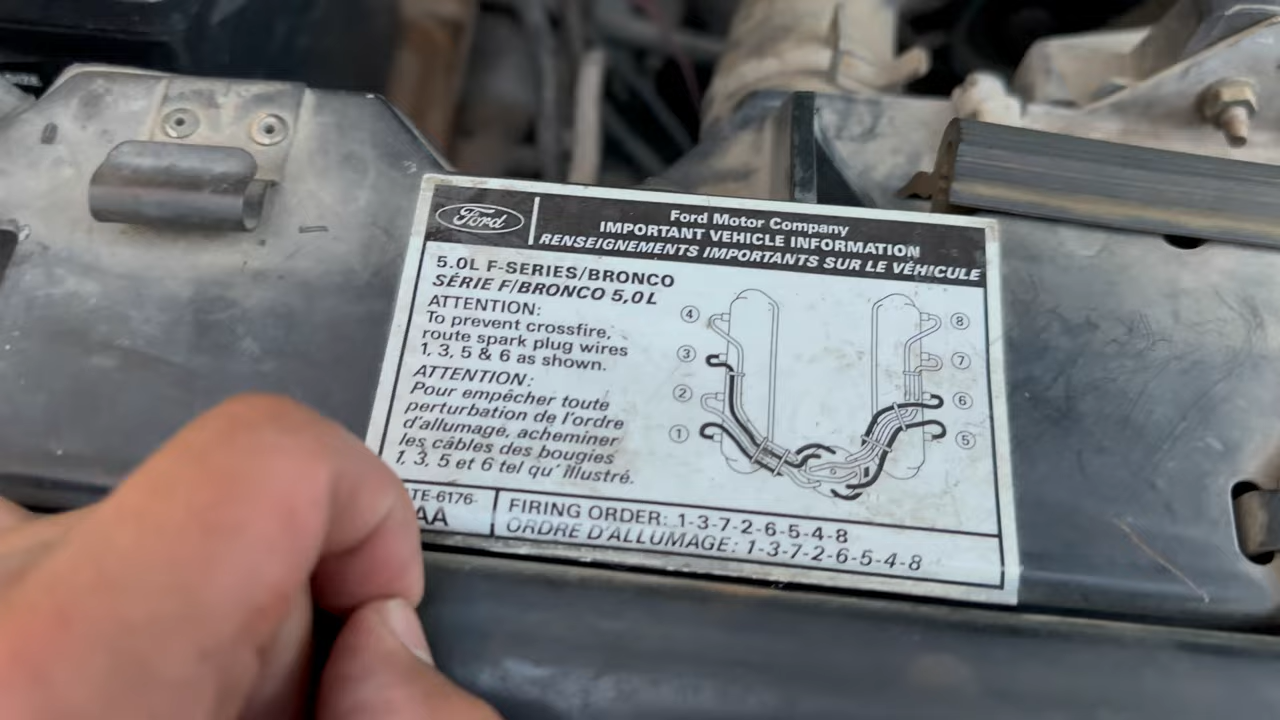 Ford
Ford Motor Company
IMPORTANT VEHICLE INFORMATION
RENSEIGNEMENTS IMPORTANTS SUR LE VÉHICULE
5.0L F-SERIES/BRONCO
SÉRIE F/BRONCO 5,0L
ATTENTION:
To prevent crossfire,
route spark plug wires
1, 3, 5 & 6 as shown.
ATTENTION:
Pour empêcher toute
perturbation de l'ordre
d'allumage, acheminer
les câbles des bougies
1, 3, 5 et 6 tel qu'illustré.
4
3
2
1
8
7
6
5
TE-6176-
AA
FIRING ORDER: 1-3-7-2-6-5-4-8
ORDRE D'ALLUMAGE: 1-3-7-2-6-5-4-8